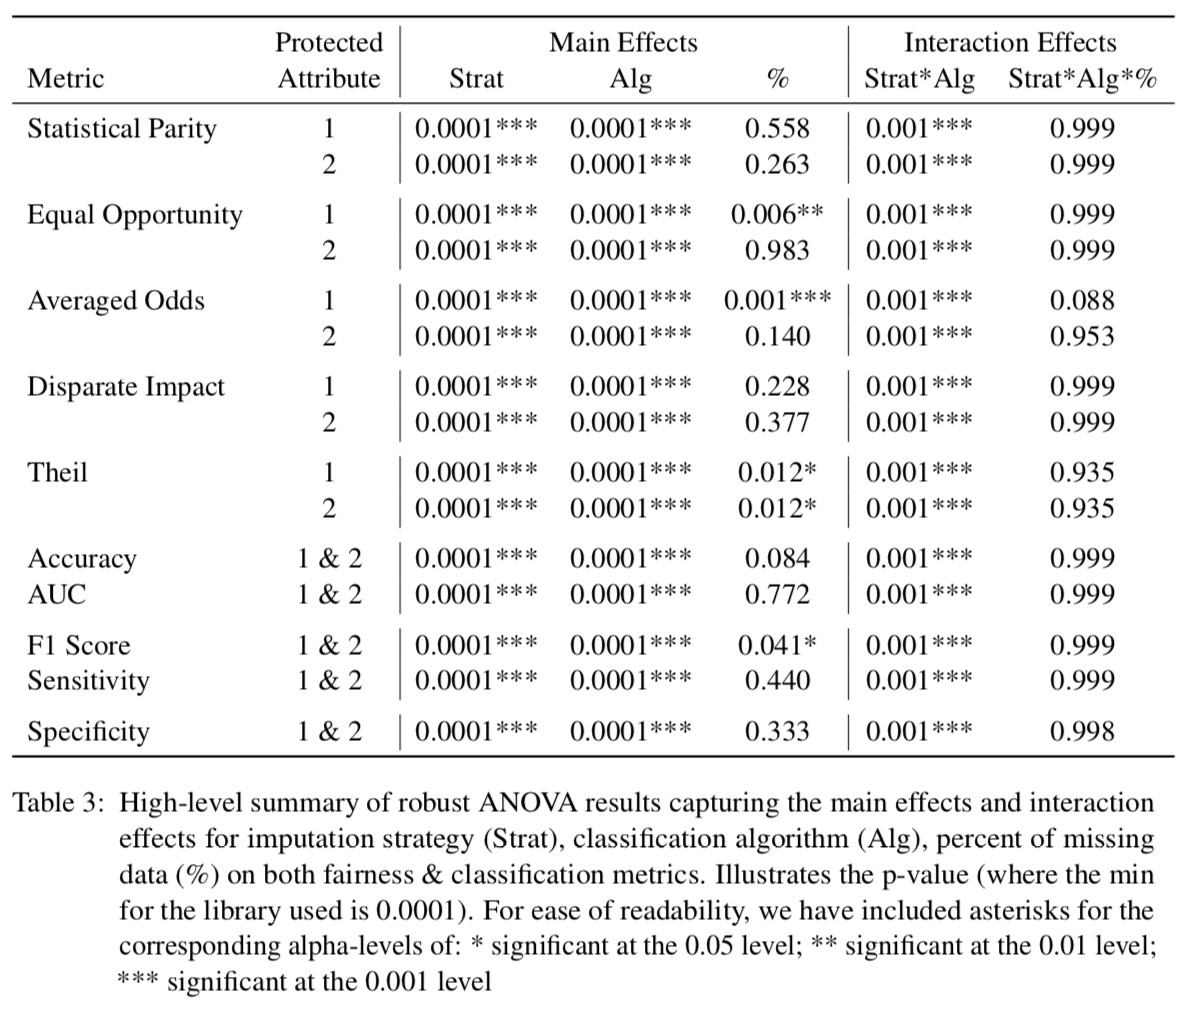 Protected Main Effects Interaction Effects
Metric Attribute Strat Alg % Strat*Alg Strat*Alg*%
Statistical Parity 1 0.0001*** 0.0001*** 0.558 0.001*** 0.999
2 0.0001*** 0.0001*** 0.263 0.001*** 0.999
Equal Opportunity 1 0.0001*** 0.0001*** 0.006** 0.001*** 0.999
2 0.0001*** 0.0001*** 0.983 0.001*** 0.999
Averaged Odds 1 0.0001*** 0.0001*** 0.001*** 0.001*** 0.088
2 0.0001*** 0.0001*** 0.140 0.001*** 0.953
Disparate Impact 1 0.0001*** 0.0001*** 0.228 0.001*** 0.999
2 0.0001*** 0.0001*** 0.377 0.001*** 0.999
Theil 1 0.0001*** 0.0001*** 0.012* 0.001*** 0.935
2 0.0001*** 0.0001*** 0.012* 0.001*** 0.935
Accuracy 1 & 2 0.0001*** 0.0001*** 0.084 0.001*** 0.999
AUC 1 & 2 0.0001*** 0.0001*** 0.772 0.001*** 0.999
F1 Score 1 & 2 0.0001*** 0.0001*** 0.041* 0.001*** 0.999
Sensitivity 1 & 2 0.0001*** 0.0001*** 0.440 0.001*** 0.999
Specificity 1 & 2 0.0001*** 0.0001*** 0.333 0.001*** 0.998
Table 3: High-level summary of robust ANOVA results capturing the main effects and interaction
effects for imputation strategy (Strat), classification algorithm (Alg), percent of missing
data (%) on both fairness & classification metrics. Illustrates the p-value (where the min
for the library used is 0.0001). For ease of readability, we have included asterisks for the
corresponding alpha-levels of: * significant at the 0.05 level; ** significant at the 0.01 level;
*** significant at the 0.001 level